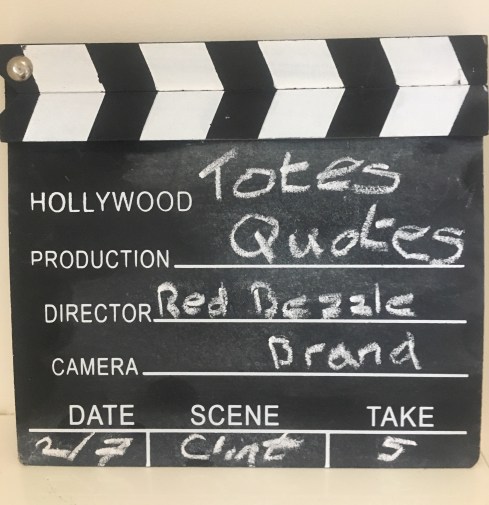 HOLLYWOOD Totes
PRODUCTION Quotes
DIRECTOR Red Dezzle
CAMERA Brand
DATE SCENE TAKE
2/7 Clint 5